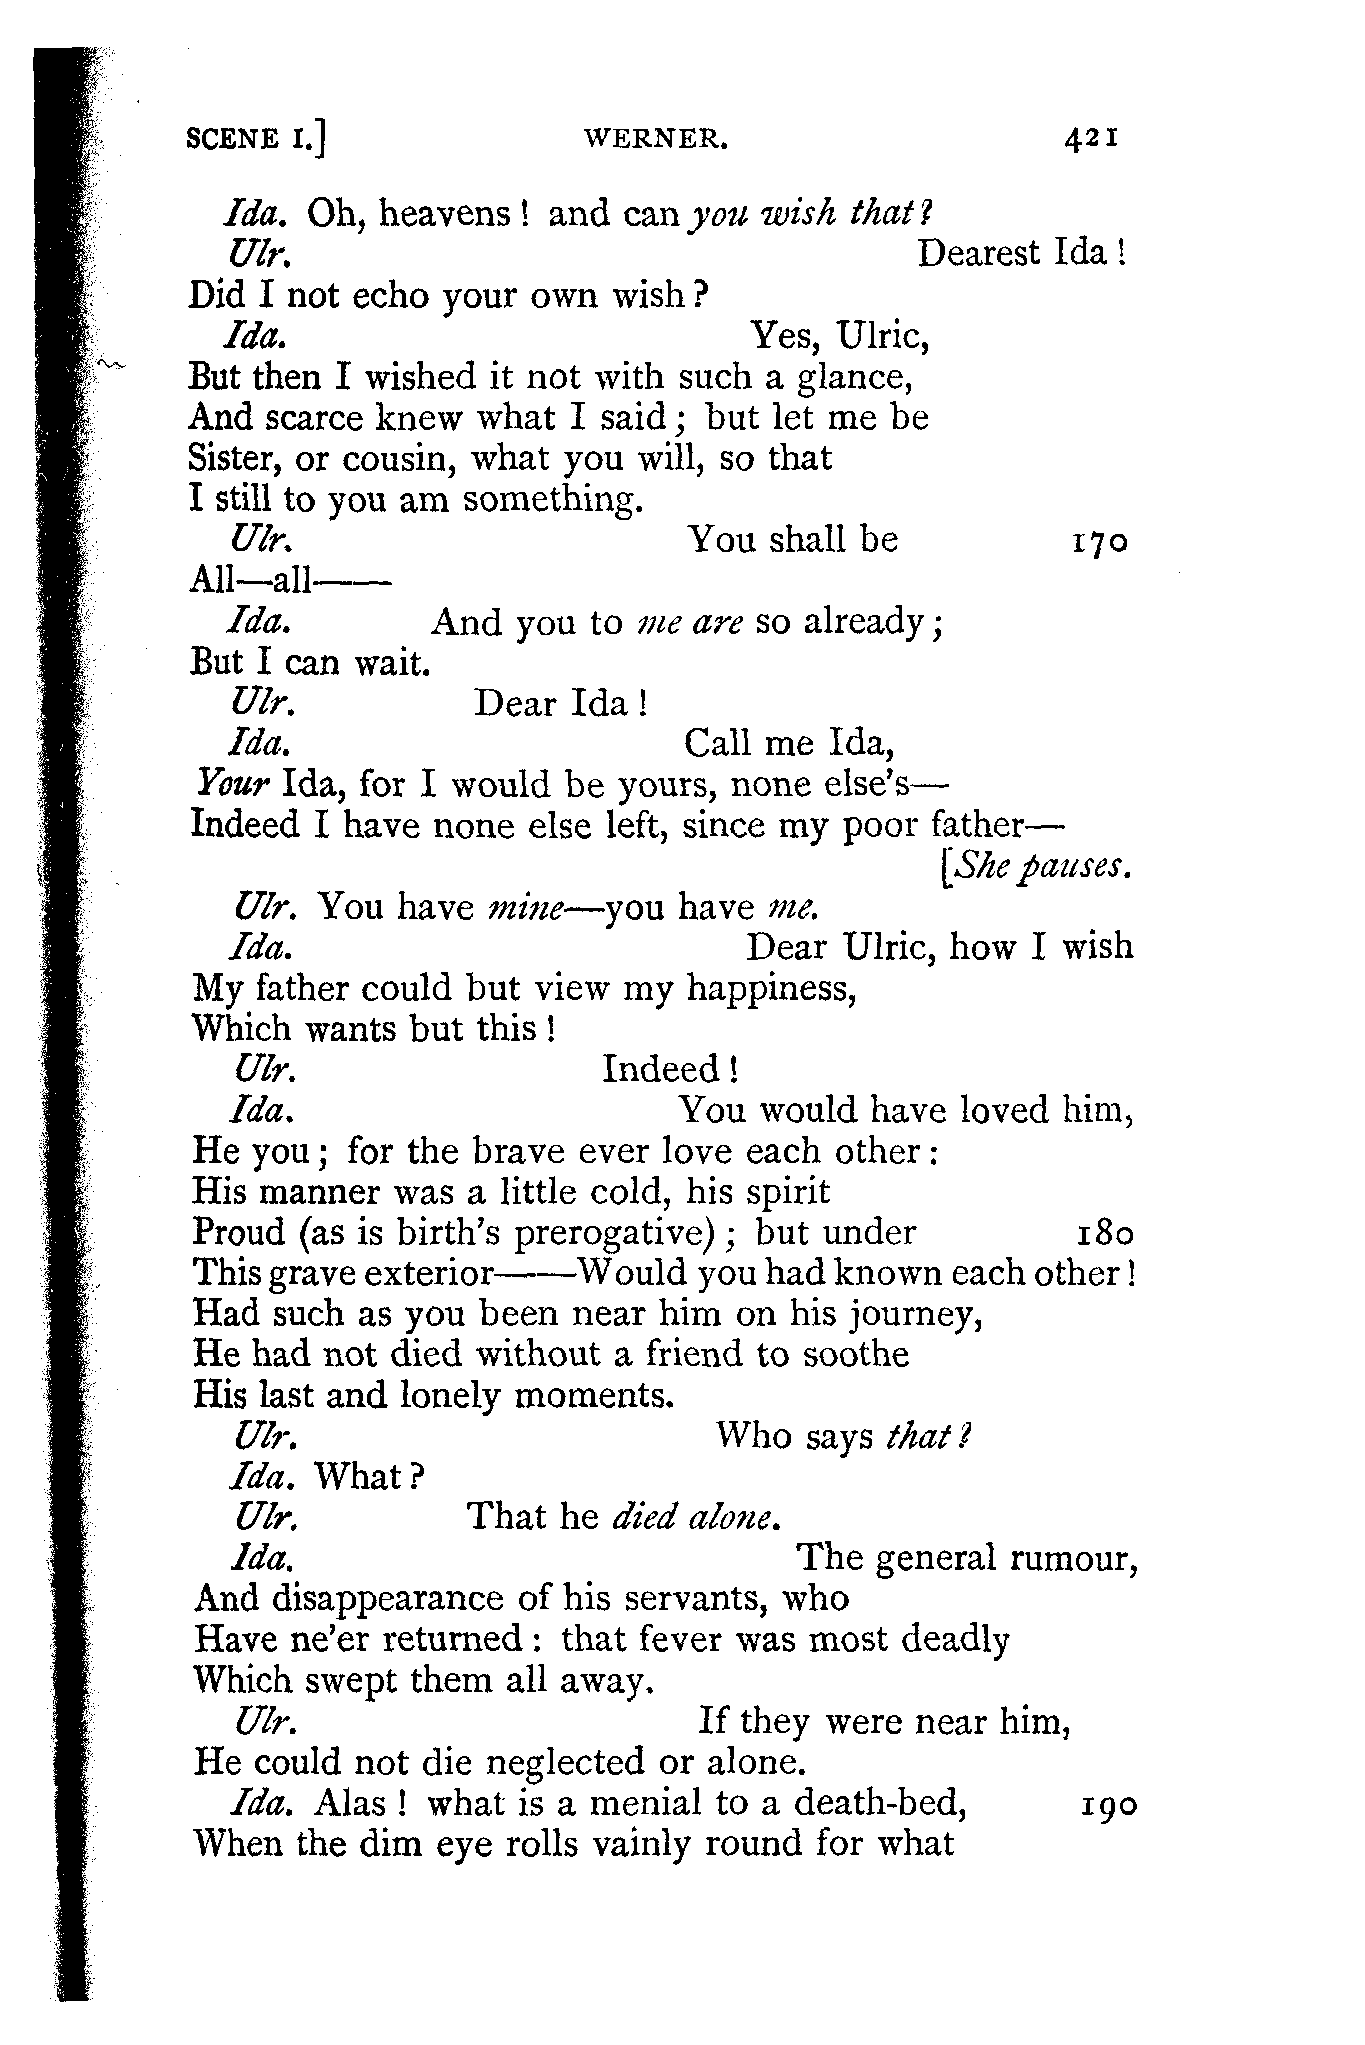 SCENE I.] WERNER. 421
Ida. Oh, heavens! and can you wish that?
Ulr. Dearest Ida!
Did I not echo your own wish?
Ida. Yes, Ulric,
But then I wished it not with such a glance,
And scarce knew what I said; but let me be
Sister, or cousin, what you will, so that
I still to you am something.
Ulr. You shall be 170
All—all——
Ida. And you to me are so already;
But I can wait.
Ulr. Dear Ida!
Ida. Call me Ida,
Your Ida, for I would be yours, none else's—
Indeed I have none else left, since my poor father—
[She pauses.
Ulr. You have mine—you have me.
Ida. Dear Ulric, how I wish
My father could but view my happiness,
Which wants but this!
Ulr. Indeed!
Ida. You would have loved him,
He you; for the brave ever love each other:
His manner was a little cold, his spirit
Proud (as is birth's prerogative); but under 180
This grave exterior——Would you had known each other!
Had such as you been near him on his journey,
He had not died without a friend to soothe
His last and lonely moments.
Ulr. Who says that?
Ida. What?
Ulr. That he died alone.
Ida. The general rumour,
And disappearance of his servants, who
Have ne'er returned: that fever was most deadly
Which swept them all away.
Ulr. If they were near him,
He could not die neglected or alone.
Ida. Alas! what is a menial to a death-bed, 190
When the dim eye rolls vainly round for what